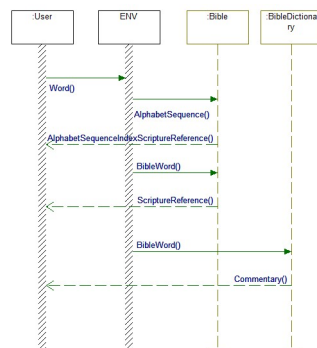 :User
ENV
:Bible
:BibleDictiona
ry
Word()
AlphabetSequence()
AlphabetSequenceIndexScriptureReference()
BibleWord()
ScriptureReference()
BibleWord()
Commentary()